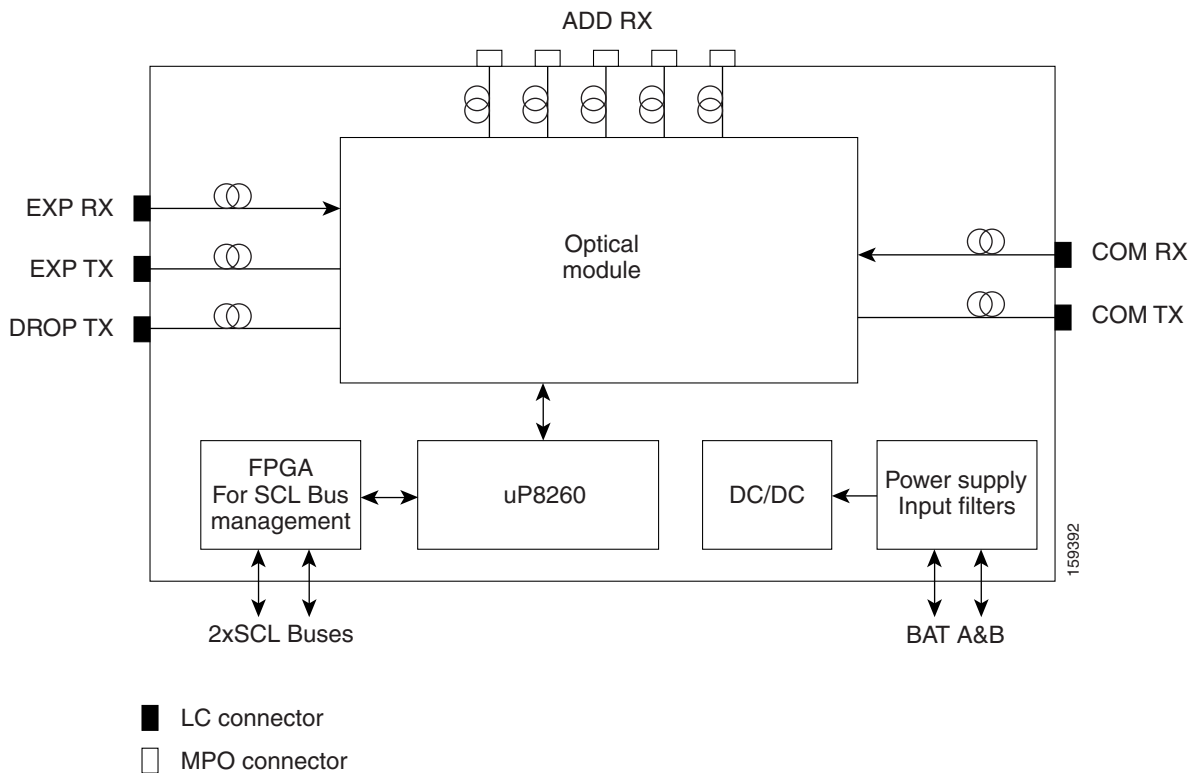 ADD RX
EXP RX
EXP TX
DROP TX
Optical
module
COM RX
COM TX
FPGA
For SCL Bus
management
uP8260
DC/DC
Power supply
Input filters
159392
2xSCL Buses
BAT A&B
LC connector
MPO connector